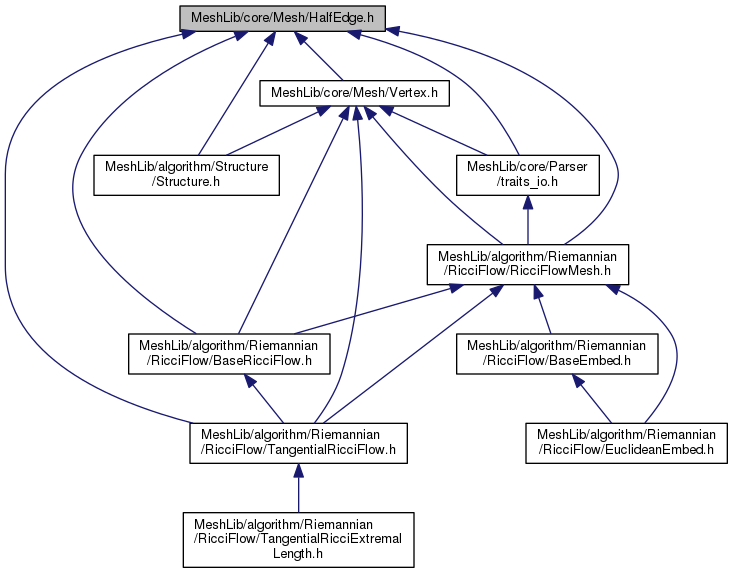 MeshLib/core/Mesh/HalfEdge.h
MeshLib/core/Mesh/Vertex.h
MeshLib/algorithm/Structure
/Structure.h
MeshLib/core/Parser
/traits_io.h
MeshLib/algorithm/Riemannian
/RicciFlow/RicciFlowMesh.h
MeshLib/algorithm/Riemannian
/RicciFlow/BaseRicciFlow.h
MeshLib/algorithm/Riemannian
/RicciFlow/BaseEmbed.h
MeshLib/algorithm/Riemannian
/RicciFlow/TangentialRicciFlow.h
MeshLib/algorithm/Riemannian
/RicciFlow/EuclideanEmbed.h
MeshLib/algorithm/Riemannian
/RicciFlow/TangentialRicciExtremal
Length.h